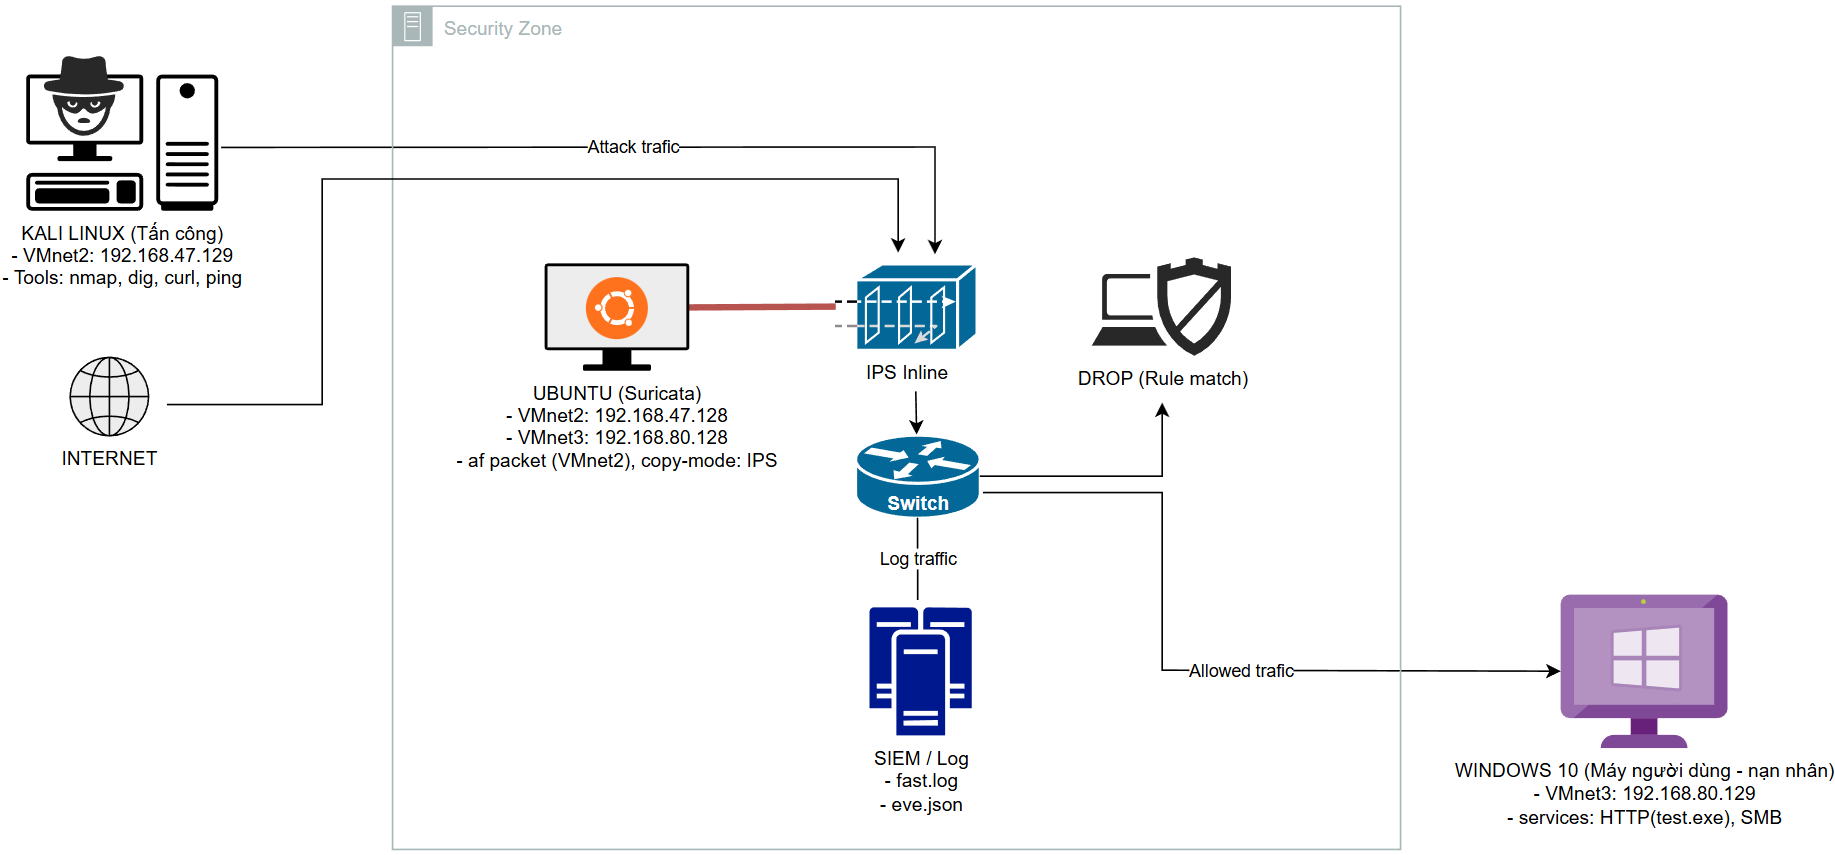 Security Zone
Attack trafic
KALI LINUX (Tấn công)
- VMnet2: 192.168.47.129
- Tools: nmap, dig, curl, ping
INTERNET
UBUNTU (Suricata)
- VMnet2: 192.168.47.128
- VMnet3: 192.168.80.128
- af packet (VMnet2), copy-mode: IPS
IPS Inline
DROP (Rule match)
Switch
Log traffic
SIEM / Log
- fast.log
- eve.json
Allowed trafic
WINDOWS 10 (Máy người dùng - nạn nhân)
- VMnet3: 192.168.80.129
- services: HTTP(test.exe), SMB